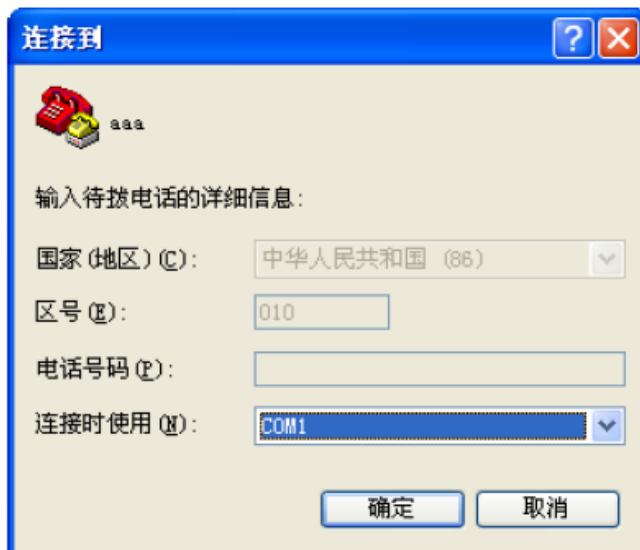 连接到
aaa
输入待拨电话的详细信息:
国家(地区)(C): 中华人民共和国 (86)
区号(E): 010
电话号码(P):
连接时使用(N): COM1
确定 取消